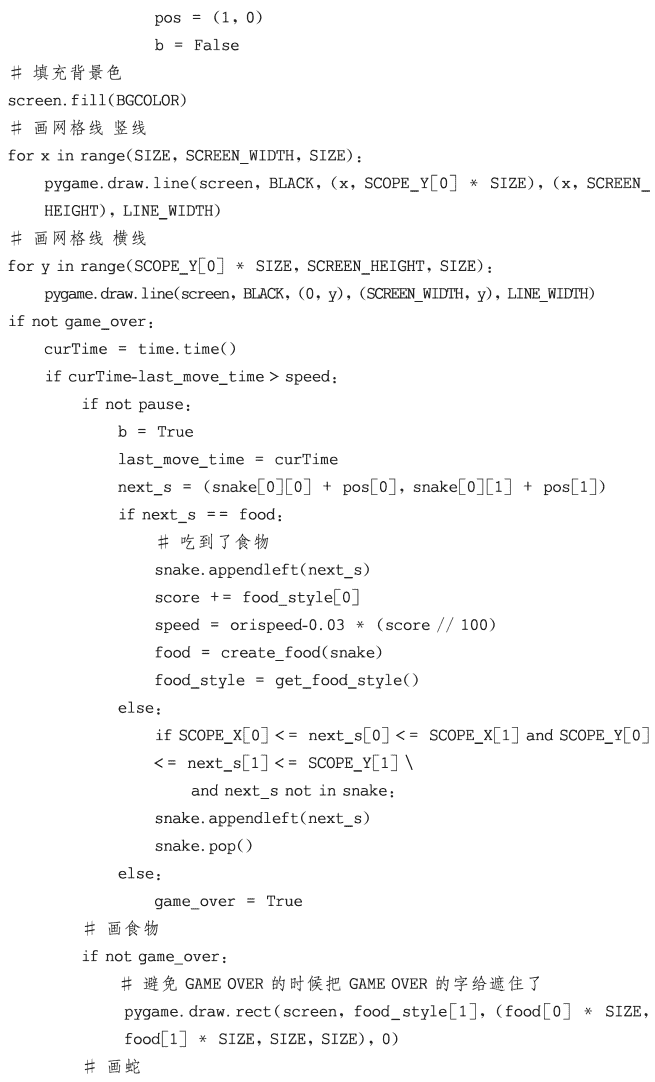 pos = (1, 0)
b = False
# 填充背景色
screen.fill(BGCOLOR)
# 画网格线 竖线
for x in range(SIZE, SCREEN_WIDTH, SIZE):
pygame.draw.line(screen, BLACK, (x, SCOPE_Y[0] * SIZE), (x, SCREEN_
HEIGHT), LINE_WIDTH)
# 画网格线 横线
for y in range(SCOPE_Y[0] * SIZE, SCREEN_HEIGHT, SIZE):
pygame.draw.line(screen, BLACK, (0, y), (SCREEN_WIDTH, y), LINE_WIDTH)
if not game_over:
curTime = time.time()
if curTime-last_move_time > speed:
if not pause:
b = True
last_move_time = curTime
next_s = (snake[0][0] + pos[0], snake[0][1] + pos[1])
if next_s == food:
# 吃到了食物
snake.appendleft(next_s)
score += food_style[0]
speed = orispeed-0.03 * (score // 100)
food = create_food(snake)
food_style = get_food_style()
else:
if SCOPE_X[0] <= next_s[0] <= SCOPE_X[1] and SCOPE_Y[0]
<= next_s[1] <= SCOPE_Y[1] \
and next_s not in snake:
snake.appendleft(next_s)
snake.pop()
else:
game_over = True
# 画食物
if not game_over:
# 避免 GAME OVER 的时候把 GAME OVER 的字给遮住了
pygame.draw.rect(screen, food_style[1], (food[0] * SIZE,
food[1] * SIZE, SIZE, SIZE), 0)
# 画蛇